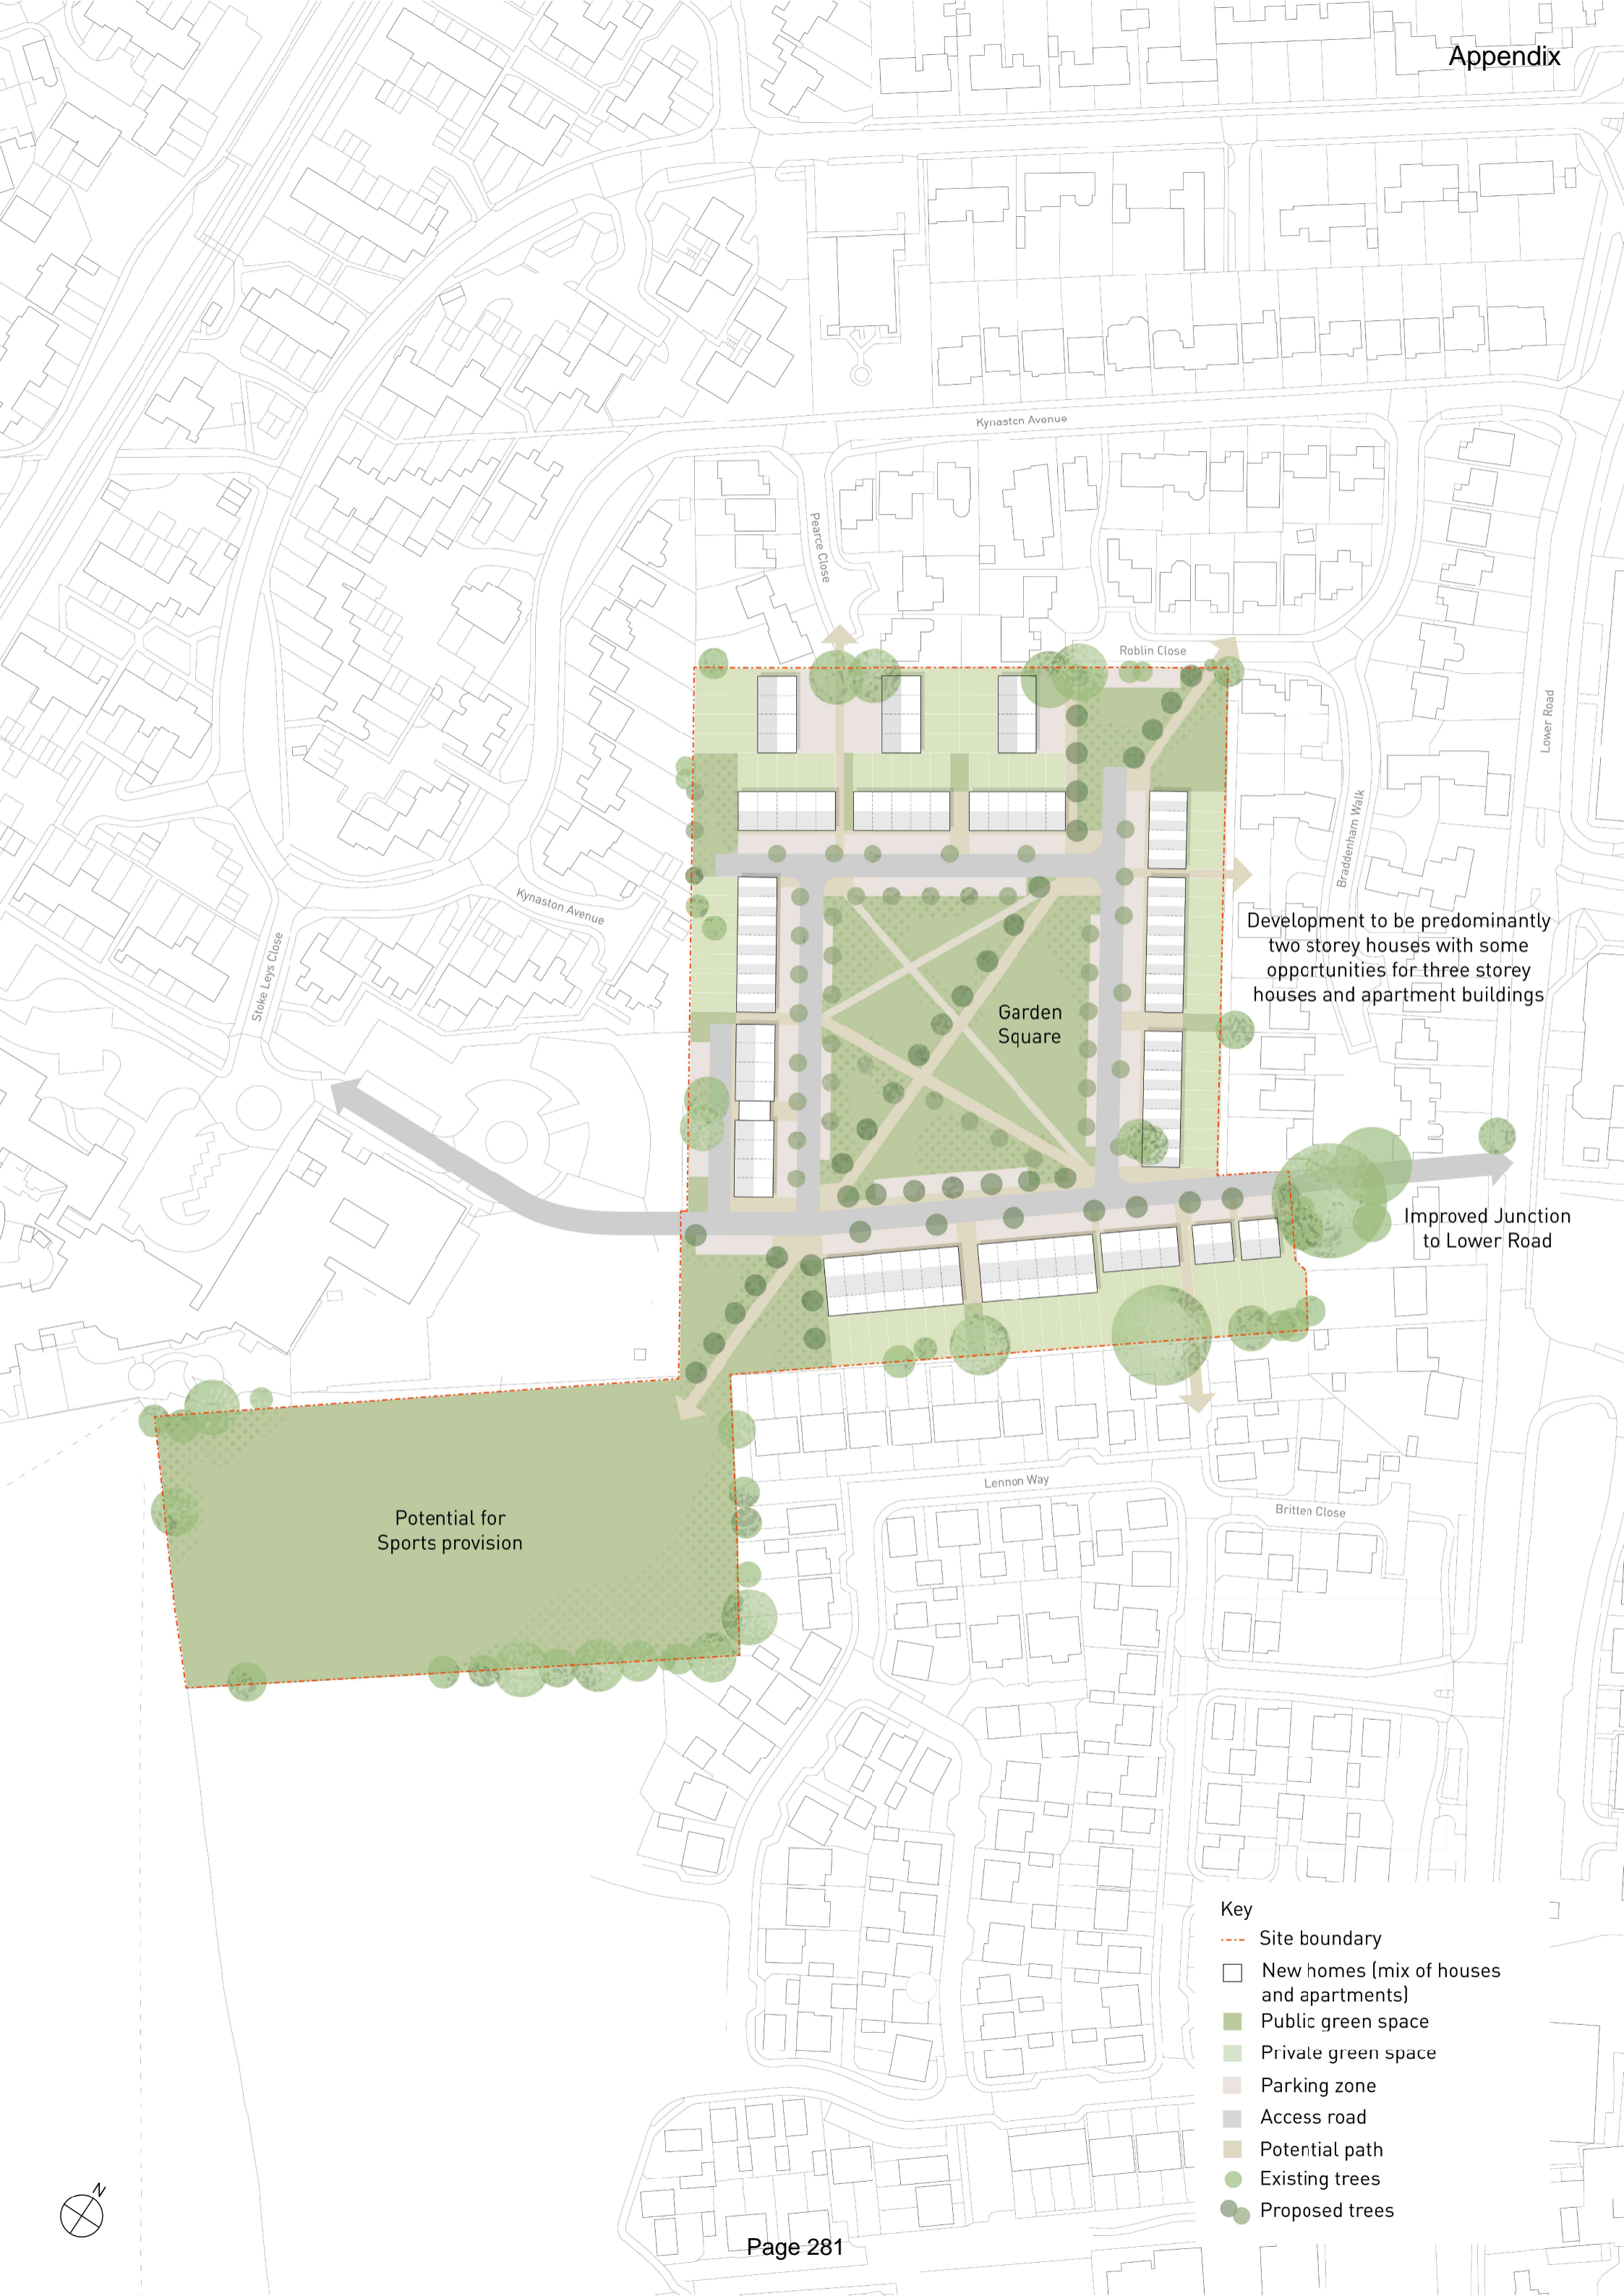 Appendix
Kynaston Avenue
Pearce Close
Roblin Close
Lower Road
Braddenham Walk
Kynaston Avenue
Stoke Leys Close
Development to be predominantly
two storey houses with some
opportunities for three storey
houses and apartment buildings
Garden
Square
Improved Junction
to Lower Road
Potential for
Sports provision
Lennon Way
Britten Close
Key
Site boundary
New homes (mix of houses
and apartments)
Public green space
Private green space
Parking zone
Access road
Potential path
Existing trees
Proposed trees
N
Page 281